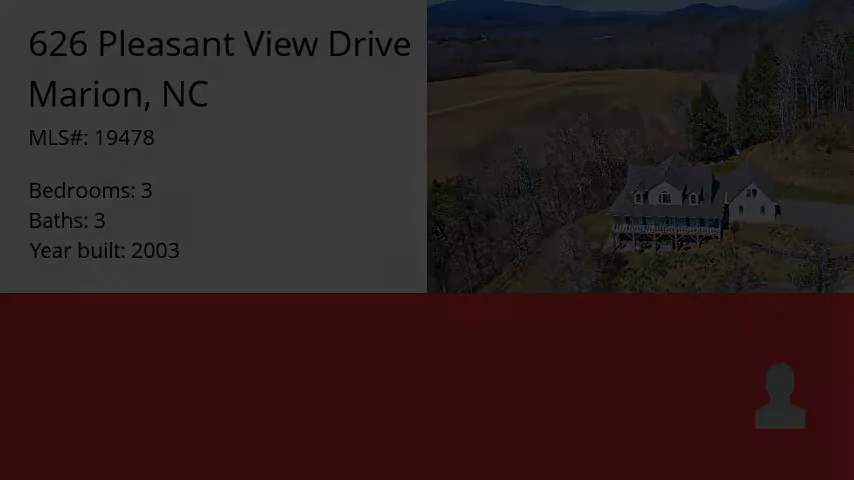 626 Pleasant View Drive
Marion, NC
MLS#: 19478
Bedrooms: 3
Baths: 3
Year built: 2003